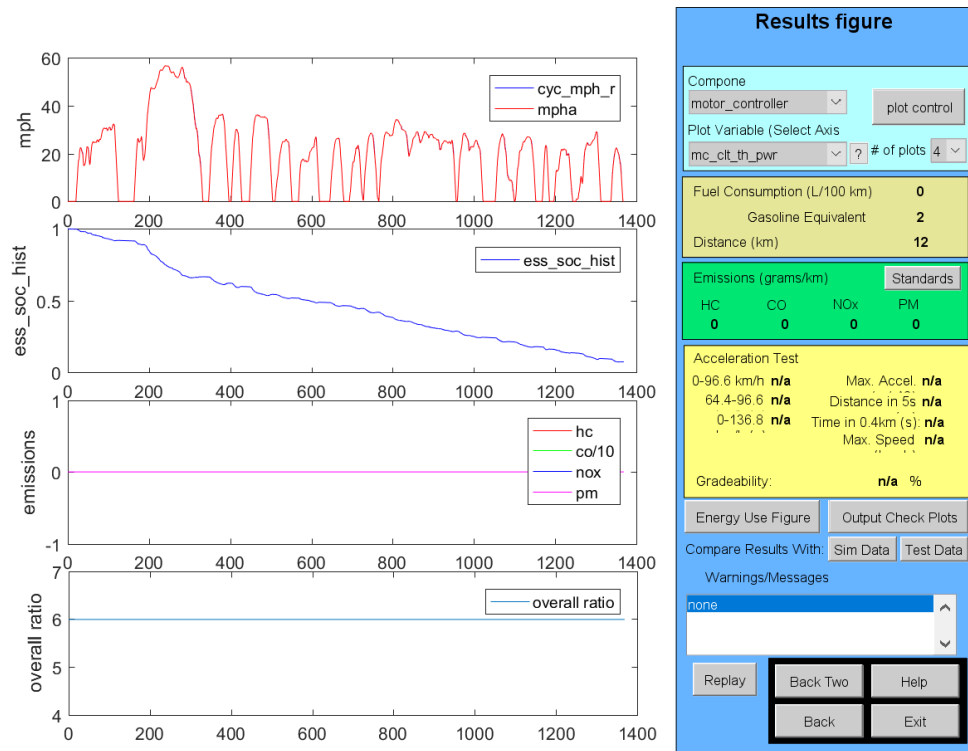 Results figure
60
40
20
0
mph
cyc_mph_r
mpha
0 200 400 600 800 1000 1200 1400
1
0.5
0
ess_soc_hist
ess_soc_hist
0 200 400 600 800 1000 1200 1400
1
0
-1
emissions
hc
co/10
nox
pm
0 200 400 600 800 1000 1200 1400
7
6
5
4
overall ratio
overall ratio
0 200 400 600 800 1000 1200 1400
Compone
motor_controller
plot control
Plot Variable (Select Axis
mc_clt_th_pwr ? # of plots 4
Fuel Consumption (L/100 km) 0
Gasoline Equivalent 2
Distance (km) 12
Emissions (grams/km) Standards
HC CO NOx PM
0 0 0 0
Acceleration Test
0-96.6 km/h n/a Max. Accel. n/a
64.4-96.6 n/a Distance in 5s n/a
0-136.8 n/a Time in 0.4km (s): n/a
Max. Speed n/a
Gradeability: n/a %
Energy Use Figure Output Check Plots
Compare Results With: Sim Data Test Data
Warnings/Messages
none
Replay Back Two Help
Back Exit